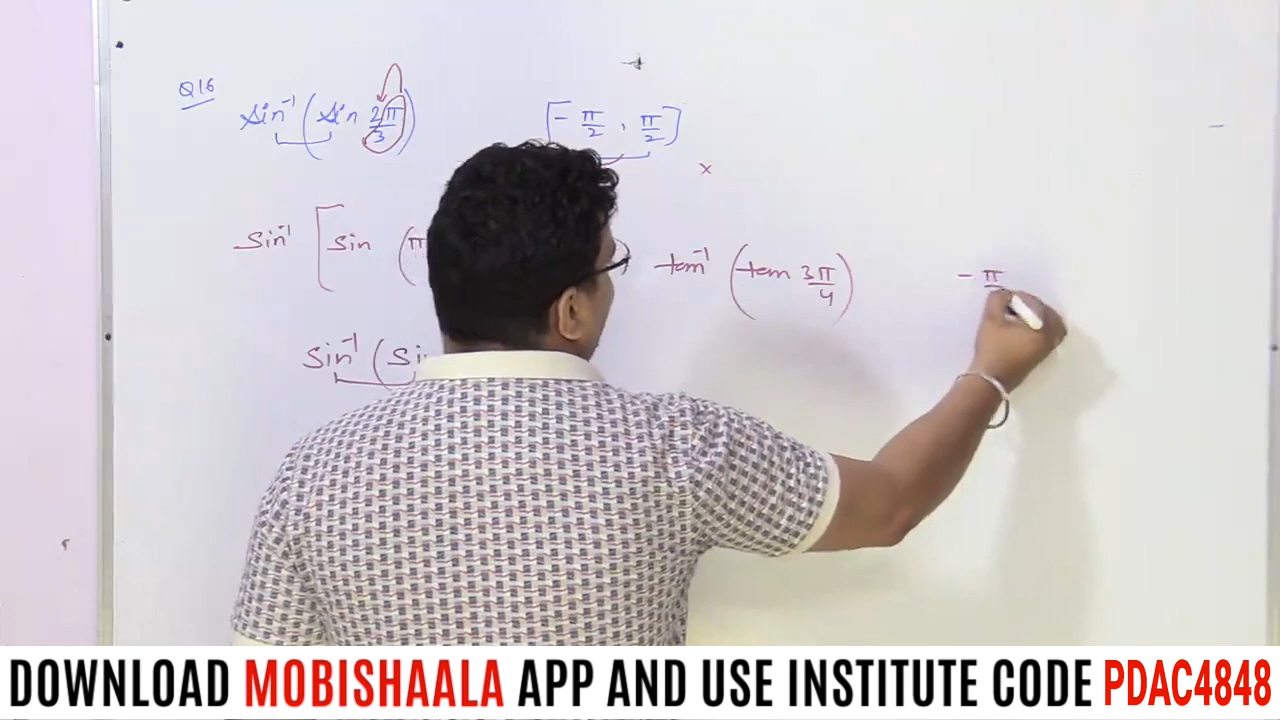 Q16
sin⁻¹ (sin 2π/3)
[-π/2, π/2]
x
sin⁻¹ [sin (π
)
tan⁻¹ (tan 3π/4)
- π
sin⁻¹ (si
DOWNLOAD MOBISHAALA APP AND USE INSTITUTE CODE PDAC4848